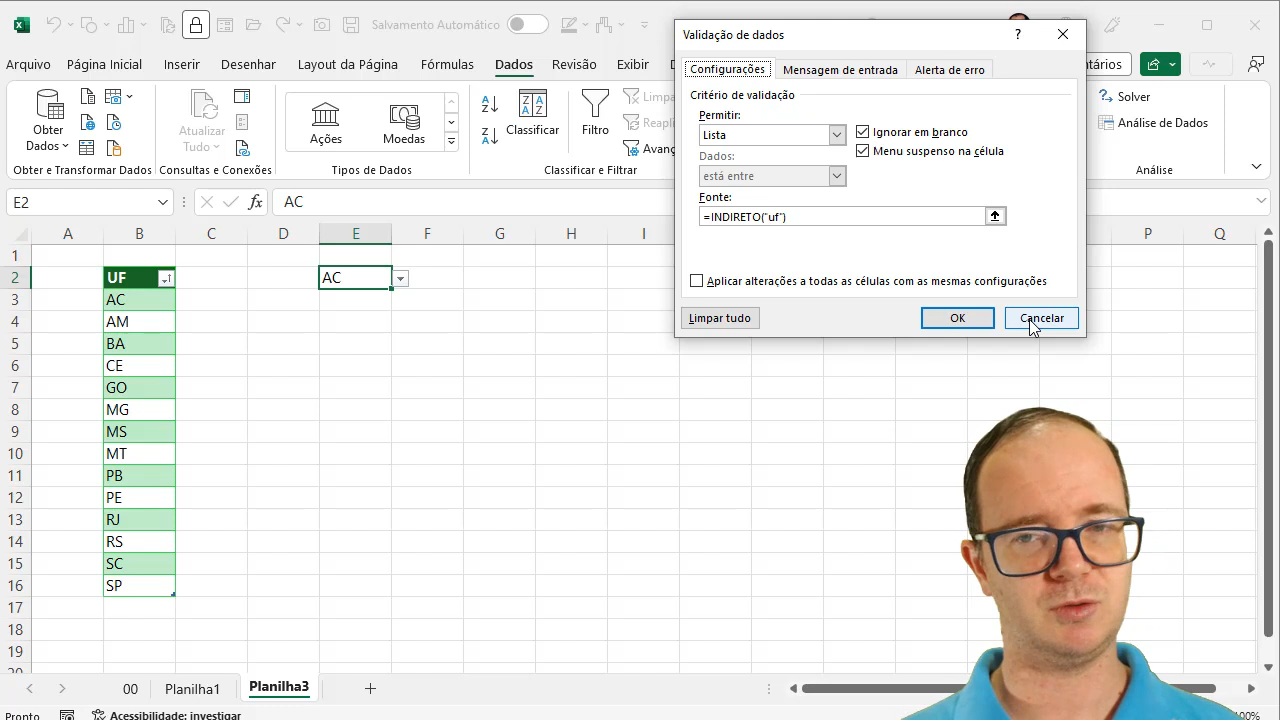 Salvamento Automático
Arquivo Página Inicial Inserir Desenhar Layout da Página Fórmulas Dados Revisão Exibir
Obter
Dados
Atualizar
Tudo
Ações
Moedas
Classificar
Filtro
Limpa
Reapli
Avanç
Obter e Transformar Dados
Consultas e Conexões
Tipos de Dados
Classificar e Filtrar
ntários
Solver
Análise de Dados
Análise
Validação de dados
?
Configurações
Mensagem de entrada
Alerta de erro
Critério de validação
Permitir:
Lista
Ignorar em branco
Menu suspenso na célula
Dados:
está entre
Fonte:
=INDIRETO("uf")
Aplicar alterações a todas as células com as mesmas configurações
Limpar tudo
OK
Cancelar
E2
fx
AC
A B C D E F G H I P Q
1
2 UF AC
3 AC
4 AM
5 BA
6 CE
7 GO
8 MG
9 MS
10 MT
11 PB
12 PE
13 RJ
14 RS
15 SC
16 SP
17
18
19
00 Planilha1 Planilha3
Pronto
Acessibilidade: investigar
100%